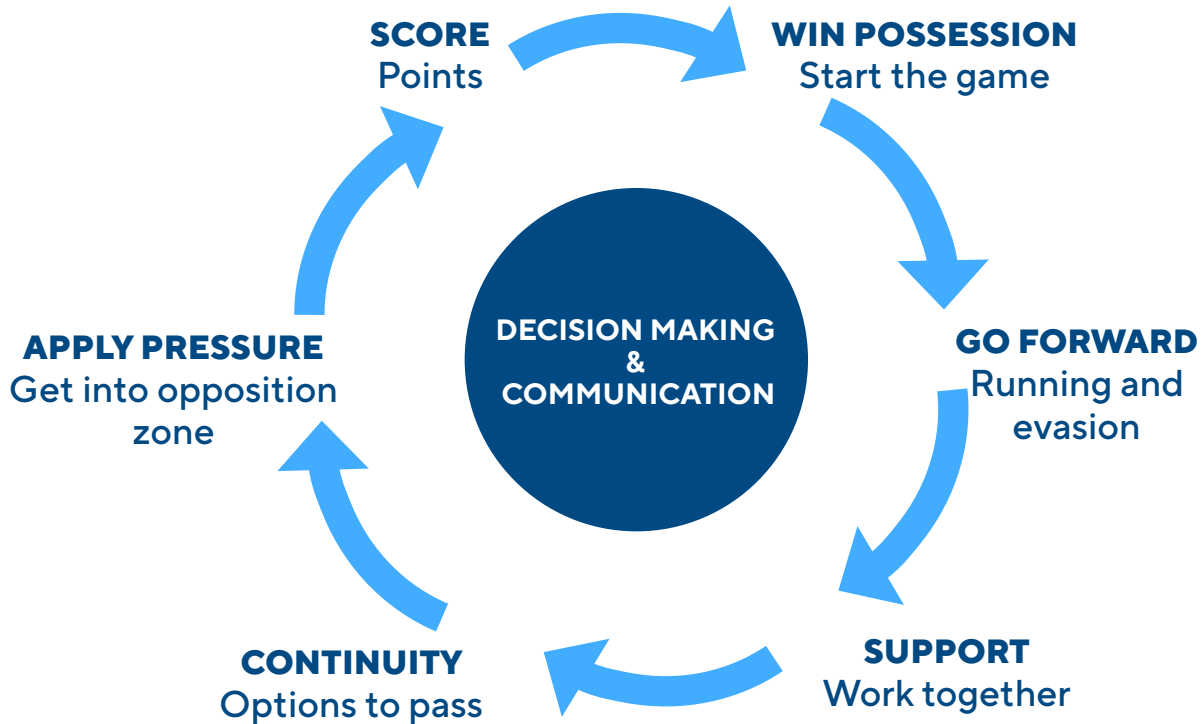 SCORE
Points
WIN POSSESSION
Start the game
GO FORWARD
Running and
evasion
SUPPORT
Work together
CONTINUITY
Options to pass
APPLY PRESSURE
Get into opposition
zone
DECISION MAKING
&
COMMUNICATION